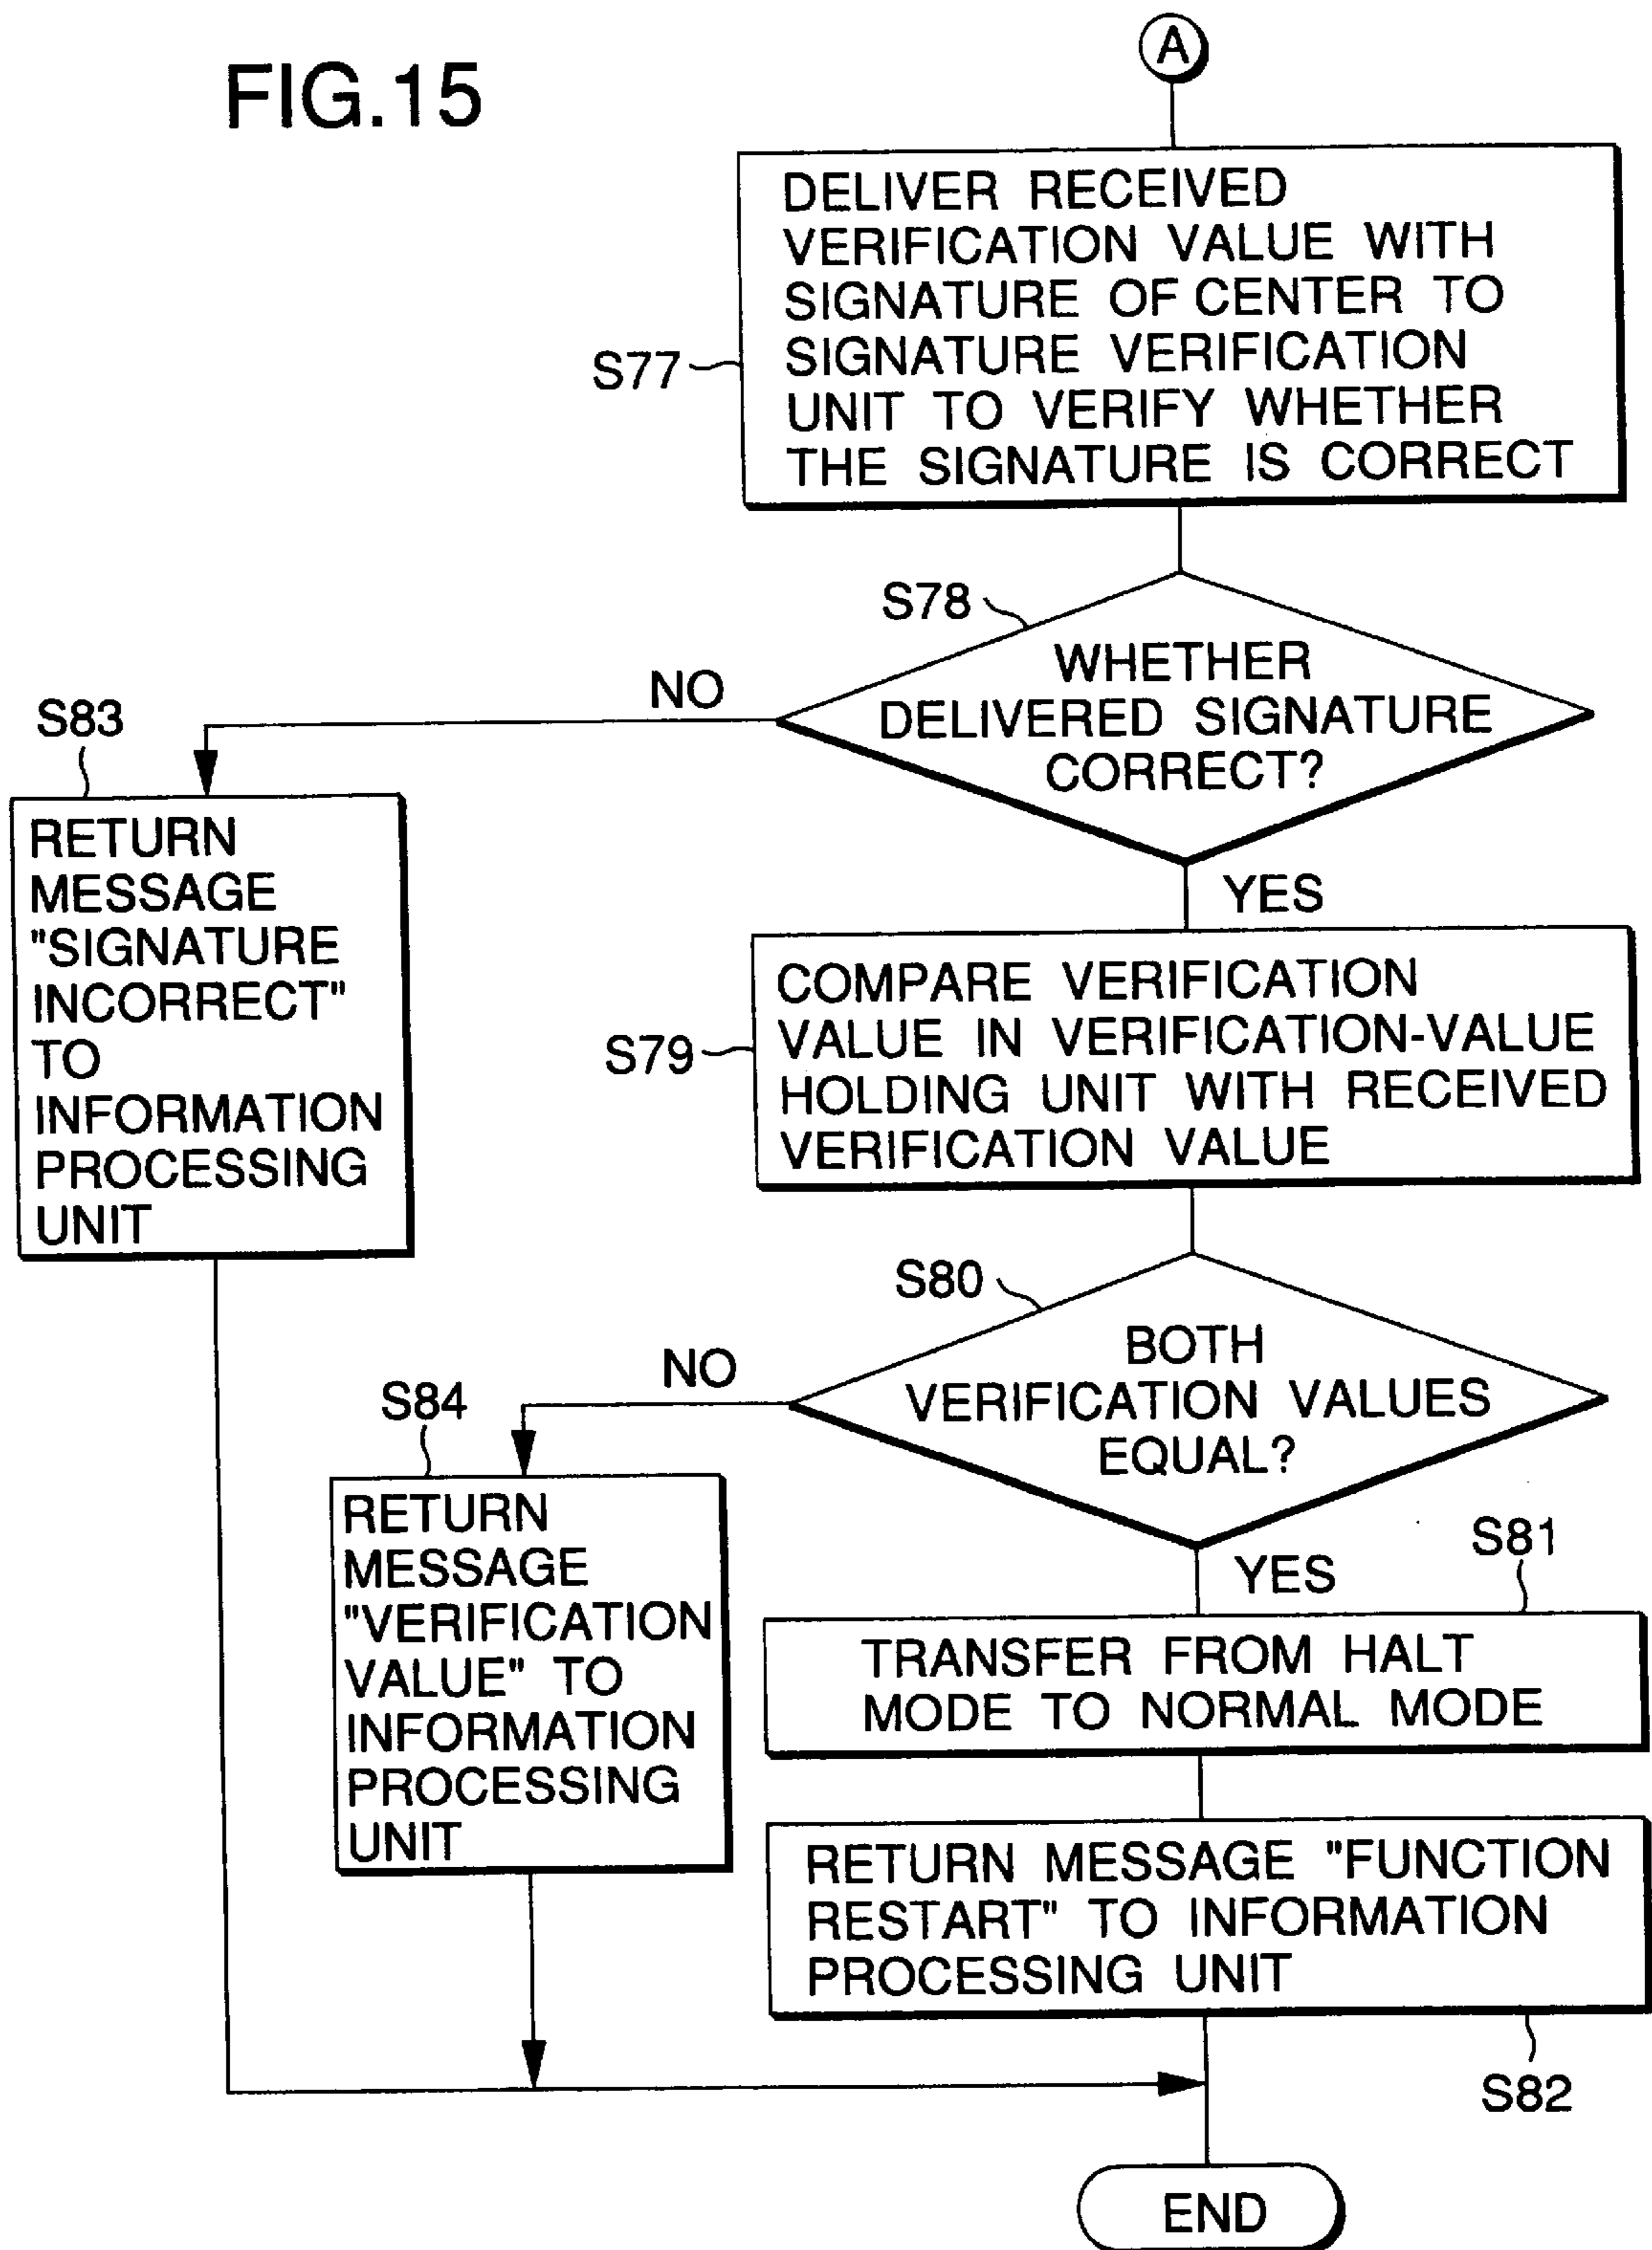 FIG.15
A
DELIVER RECEIVED
VERIFICATION VALUE WITH
SIGNATURE OF CENTER TO
SIGNATURE VERIFICATION
UNIT TO VERIFY WHETHER
THE SIGNATURE IS CORRECT
S77
S78
WHETHER
DELIVERED SIGNATURE
CORRECT?
NO
YES
S83
RETURN
MESSAGE
"SIGNATURE
INCORRECT"
TO
INFORMATION
PROCESSING
UNIT
COMPARE VERIFICATION
VALUE IN VERIFICATION-VALUE
HOLDING UNIT WITH RECEIVED
VERIFICATION VALUE
S79
S80
BOTH
VERIFICATION VALUES
EQUAL?
NO
YES
S84
RETURN
MESSAGE
"VERIFICATION
VALUE" TO
INFORMATION
PROCESSING
UNIT
S81
TRANSFER FROM HALT
MODE TO NORMAL MODE
RETURN MESSAGE "FUNCTION
RESTART" TO INFORMATION
PROCESSING UNIT
S82
END